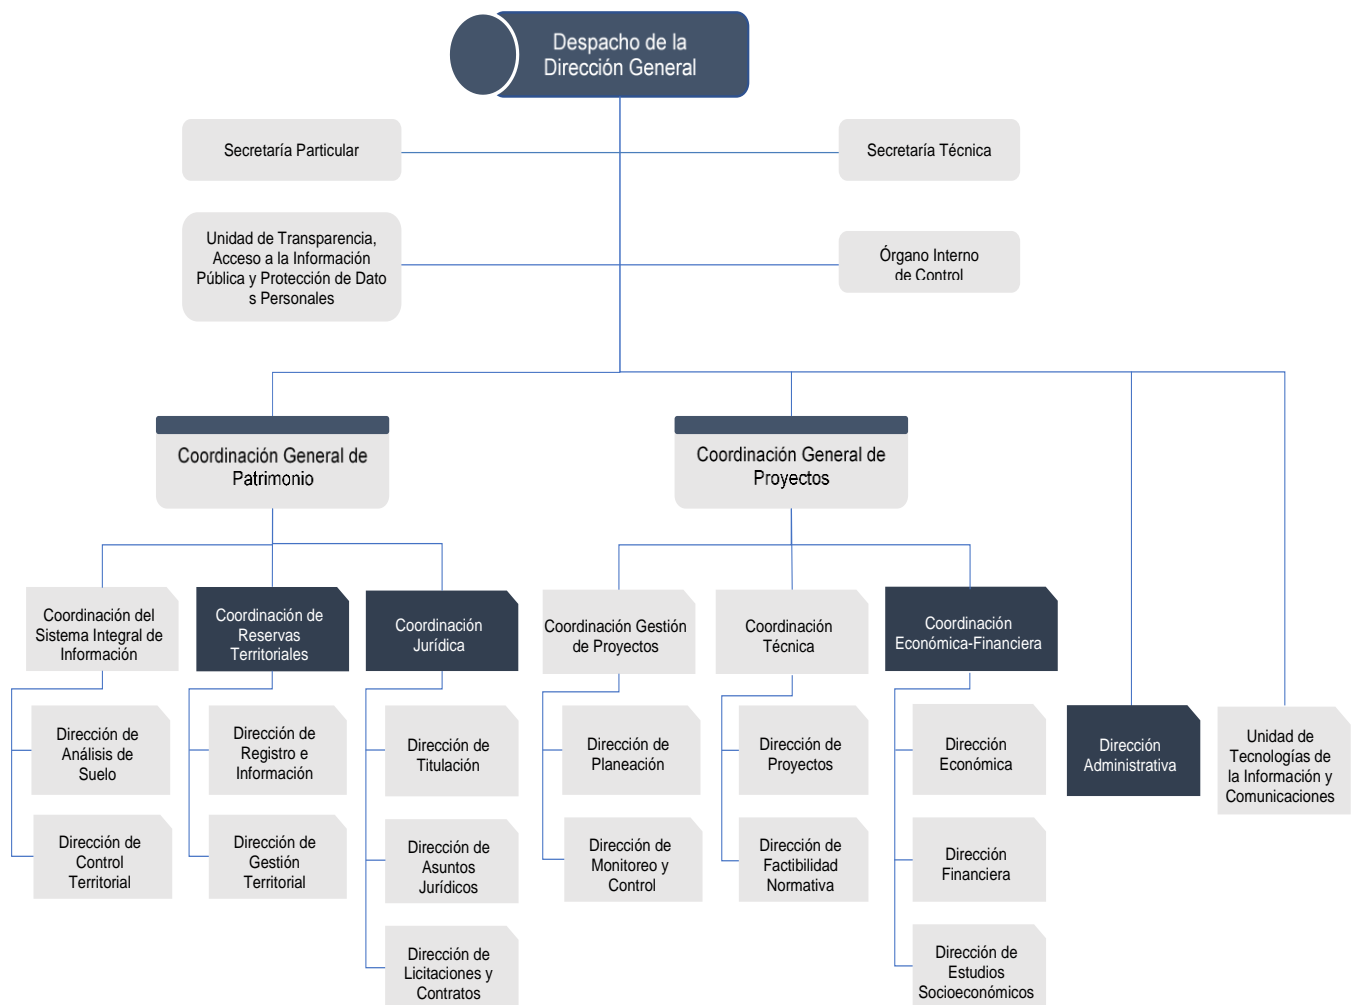 Despacho de la
Dirección General
Secretaría Particular
Secretaría Técnica
Unidad de Transparencia,
Acceso a la Información
Pública y Protección de Dato
s Personales
Órgano Interno
de Control
Coordinación General de
Patrimonio
Coordinación General de
Proyectos
Coordinación del
Sistema Integral de
Información
Coordinación de
Reservas
Territoriales
Coordinación
Jurídica
Coordinación Gestión
de Proyectos
Coordinación
Técnica
Coordinación
Económica-Financiera
Dirección de
Análisis de
Suelo
Dirección de
Registro e
Información
Dirección de
Titulación
Dirección de
Planeación
Dirección de
Proyectos
Dirección
Económica
Dirección
Administrativa
Unidad de
Tecnologías de
la Información y
Comunicaciones
Dirección de
Control
Territorial
Dirección de
Gestión
Territorial
Dirección de
Asuntos
Jurídicos
Dirección de
Monitoreo y
Control
Dirección de
Factibilidad
Normativa
Dirección
Financiera
Dirección de
Licitaciones y
Contratos
Dirección de
Estudios
Socioeconómicos